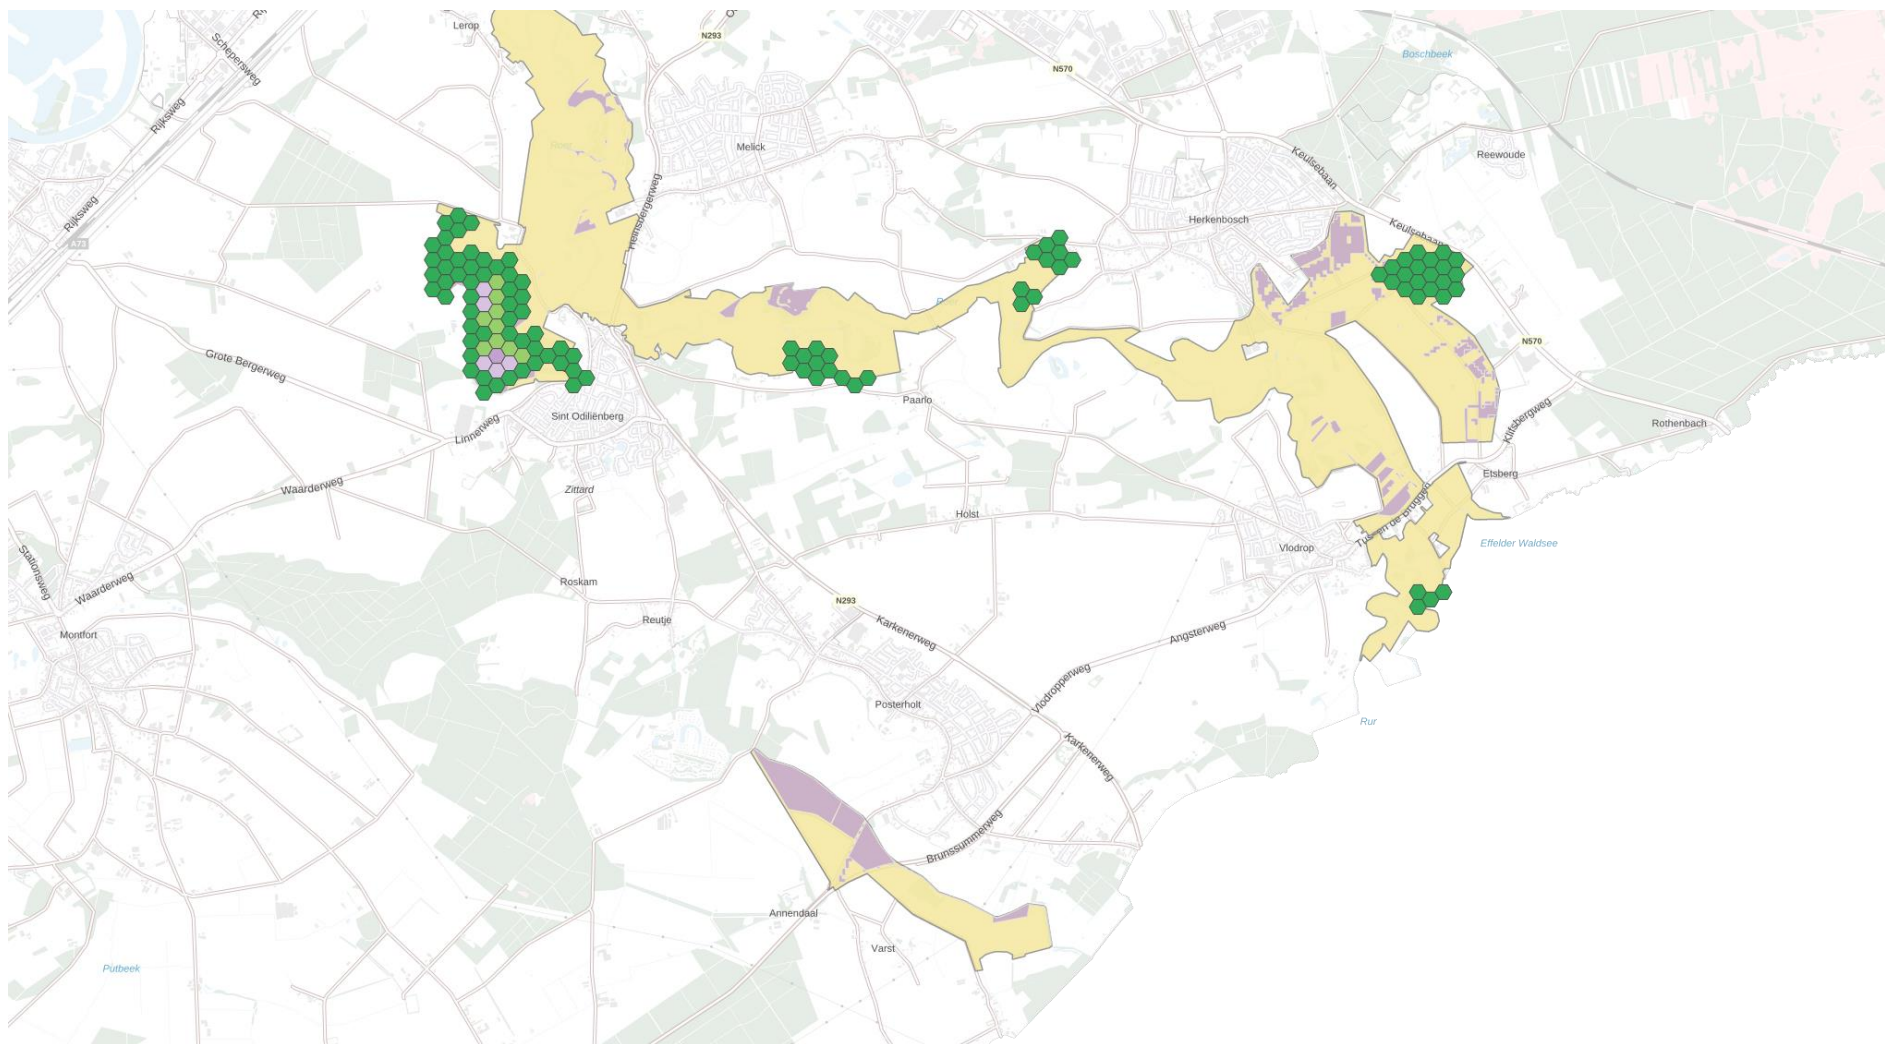 Lerop
N293
Schepersweg
Rijksweg
N570
Boschbeek
Melick
Reewoude
Keulsebaan
Heinsbergerweg
Rijksweg
A73
Herkenbosch
Keulsebaan
Grote Bergerweg
N570
Paarlo
Linnerweg
Sint Odiliënberg
Klifsbergweg
Rothenbach
Etsberg
Waarderweg
Zittard
Holst
Vlodrop
Effelder Waldsee
Stationsweg
Waarderweg
Roskam
N293
Reutje
Karkenerweg
Angsterweg
Montfort
Vlodropperweg
Posterholt
Rur
Karkenerweg
Brunssummerweg
Annendaal
Varst
Putbeek